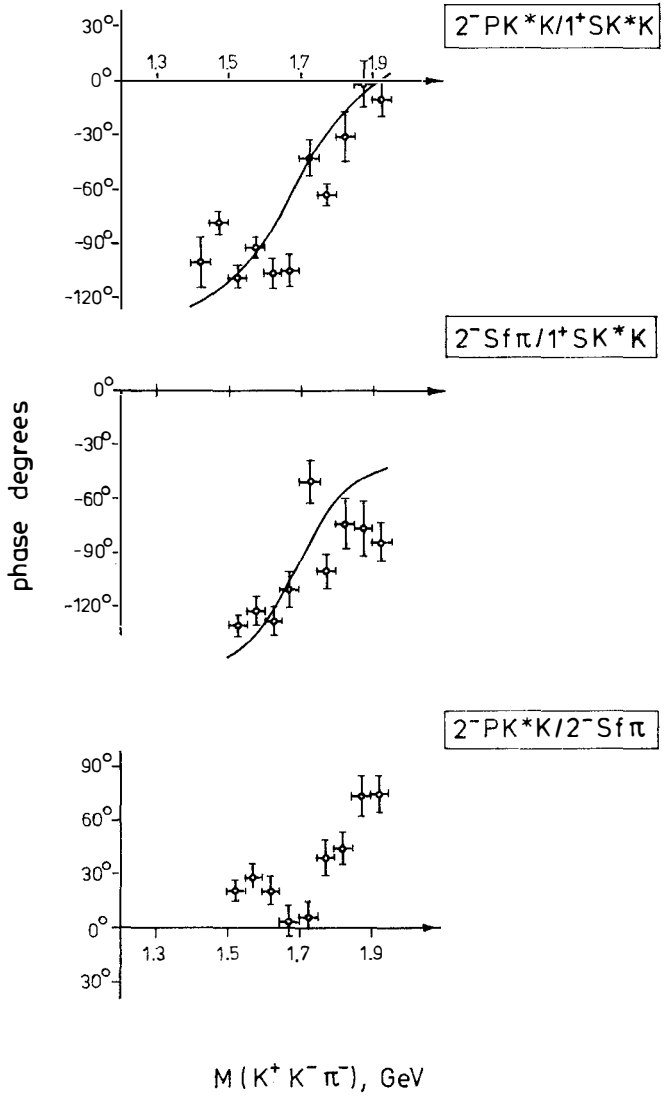 2⁻PK*K/1⁺SK*K
30°
0°
1.3 1.5 1.7 1.9
-30°
-60°
-90°
-120°
2⁻Sfπ/1⁺SK*K
0°
-30°
-60°
-90°
-120°
phase degrees
2⁻PK*K/2⁻Sfπ
90°
60°
30°
0°
1.3 1.5 1.7 1.9
30°
M(K⁺K⁻π⁻), GeV